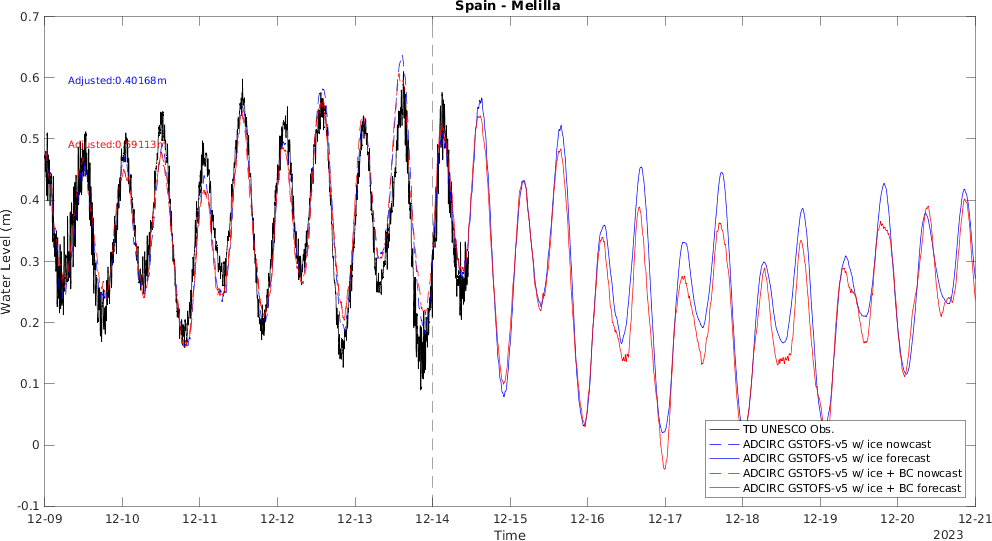 Spain - Melilla
0.7
0.6
0.5
0.4
0.3
0.2
0.1
0
-0.1
Water Level (m)
Adjusted:0.40168m
TD UNESCO Obs.
ADCIRC GSTOFS-v5 w/ ice nowcast
ADCIRC GSTOFS-v5 w/ ice forecast
ADCIRC GSTOFS-v5 w/ ice + BC nowcast
ADCIRC GSTOFS-v5 w/ ice + BC forecast
12-09 12-10 12-11 12-12 12-13 12-14 12-15 12-16 12-17 12-18 12-19 12-20 12-21
Time
2023